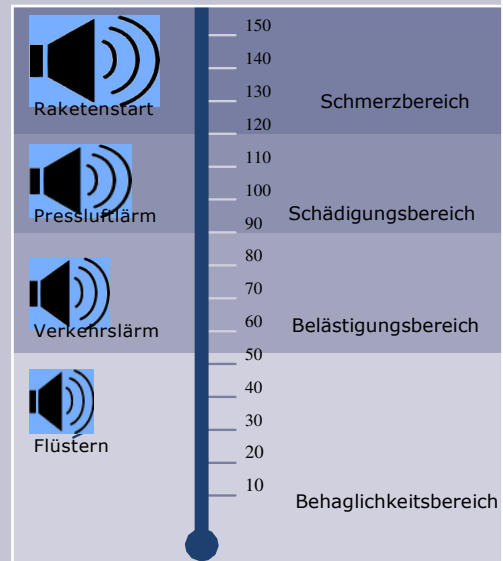 150
140
Raketenstart
130
Schmerzbereich
120
110
100
Pressluftlärm
Schädigungsbereich
90
80
70
Verkehrslärm
60
Belästigungsbereich
50
40
30
Flüstern
20
10
Behaglichkeitsbereich